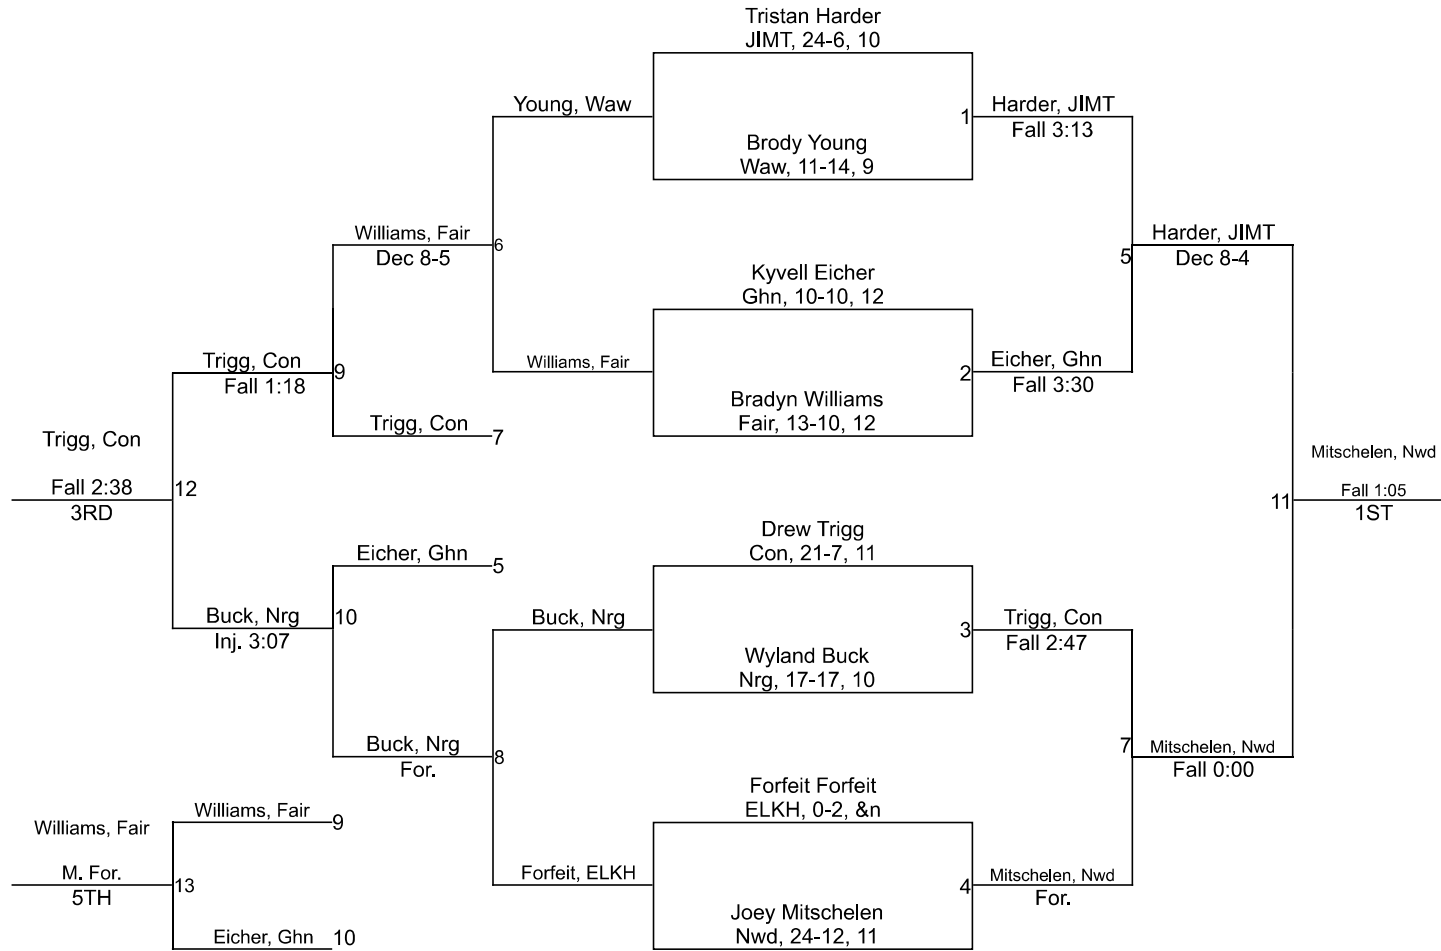 Tristan Harder
JIMT, 24-6, 10
Young, Waw
1
Harder, JIMT
Fall 3:13
Brody Young
Waw, 11-14, 9
Williams, Fair
Dec 8-5
6
Harder, JIMT
Dec 8-4
5
Kyvell Eicher
Ghn, 10-10, 12
Trigg, Con
Fall 1:18
9
Williams, Fair
2
Eicher, Ghn
Fall 3:30
Bradyn Williams
Fair, 13-10, 12
Trigg, Con
7
Trigg, Con
Fall 2:38
3RD
12
Mitschelen, Nwd
Fall 1:05
1ST
11
Drew Trigg
Con, 21-7, 11
Eicher, Ghn
5
Buck, Nrg
Inj. 3:07
10
Buck, Nrg
3
Trigg, Con
Fall 2:47
Wyland Buck
Nrg, 17-17, 10
Buck, Nrg
For.
8
7
Mitschelen, Nwd
Fall 0:00
Forfeit Forfeit
ELKH, 0-2, &n
Williams, Fair
9
Williams, Fair
M. For.
5TH
13
Forfeit, ELKH
4
Mitschelen, Nwd
For.
Joey Mitschelen
Nwd, 24-12, 11
Eicher, Ghn
10